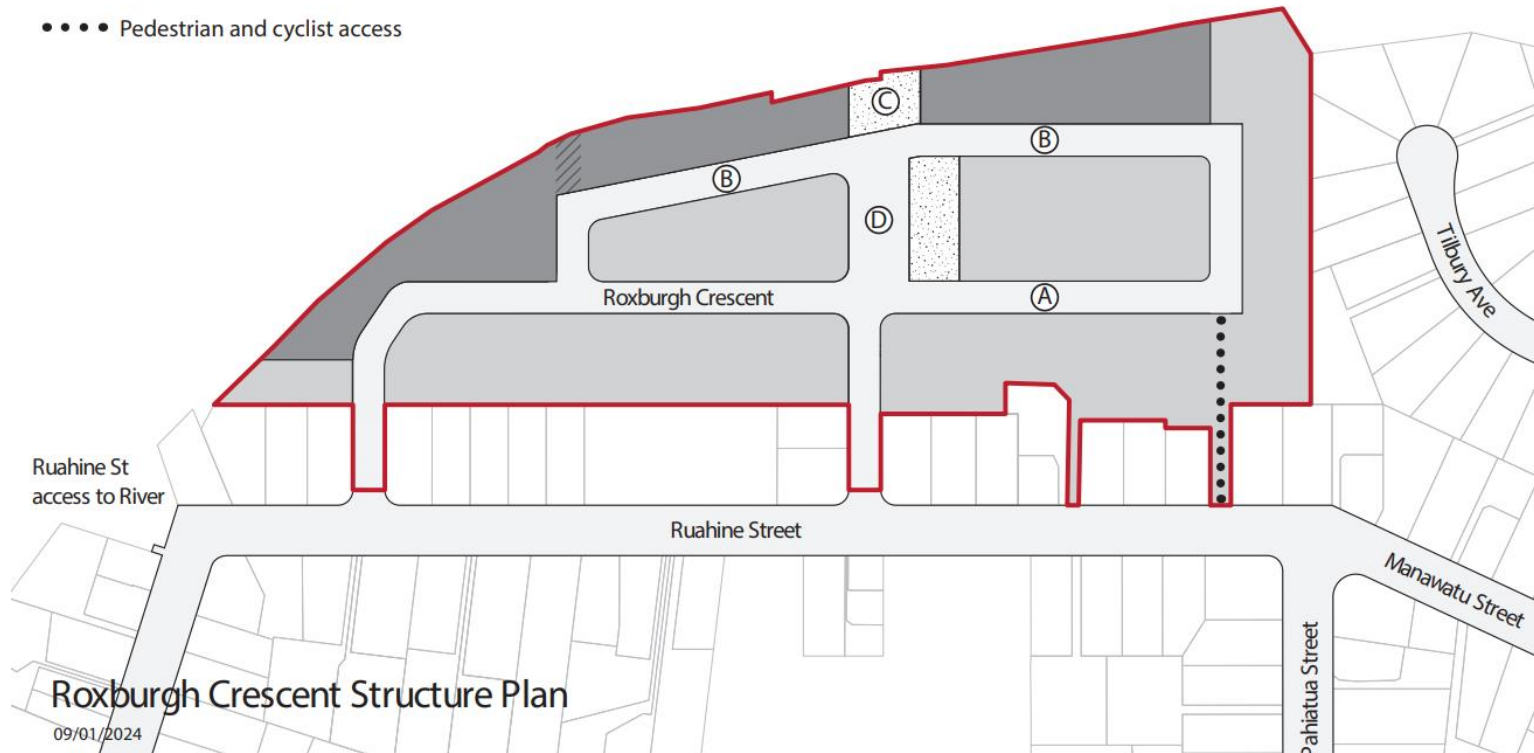 Pedestrian and cyclist access
C
B
B
D
Tilbury Ave
Roxburgh Crescent
A
Ruahine St
access to River
Ruahine Street
Manawatu Street
Pahiatua Street
Roxburgh Crescent Structure Plan
09/01/2024